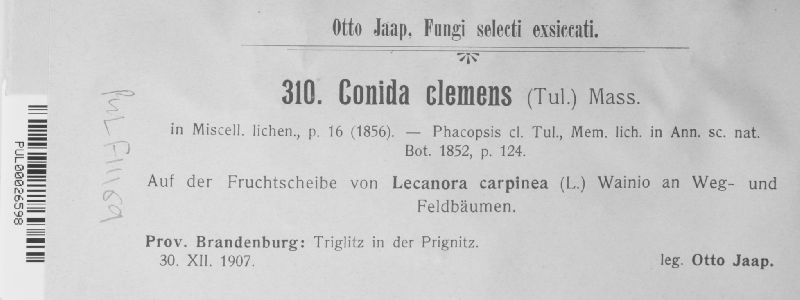 Otto Jaap, Fungi selecti exsiccati.
310. Conida clemens (Tul.) Mass.
in Miscell. lichen., p. 16 (1856). — Phacopsis cl. Tul., Mem. lich. in Ann. sc. nat.
Bot. 1852, p. 124.
Auf der Fruchtscheibe von Lecanora carpinea (L.) Wainio an Weg- und
Feldbäumen.
Prov. Brandenburg: Triglitz in der Prignitz.
30. XII. 1907.
leg. Otto Jaap.
PUL00026598
PUL F11169